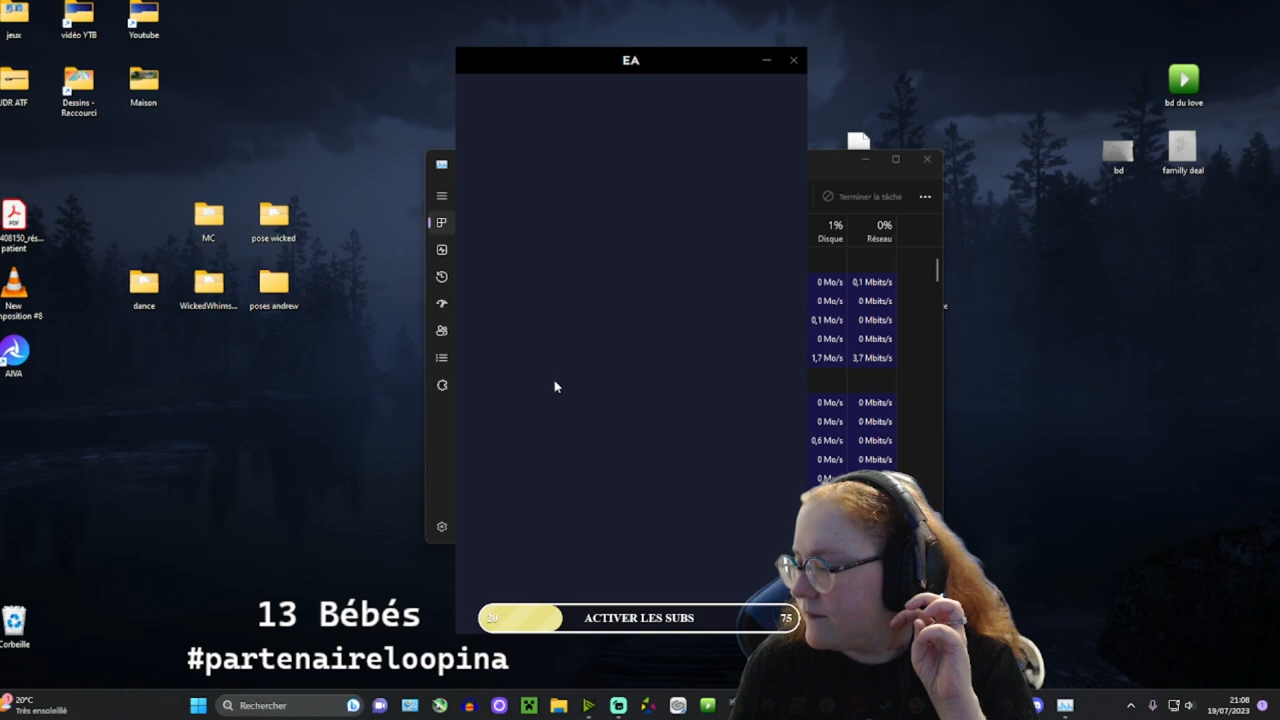 jeux
vidéo YTB
Youtube
JDR ATF
Dessins -
Raccourci
Maison
408150_rés...
patient
MC
pose wicked
New
mposition #8
dance
WickedWhims...
poses andrew
AIVA
Corbeille
EA
Terminer la tâche
1%
0%
Disque
Réseau
0 Mo/s
0,1 Mbits/s
0 Mo/s
0 Mbits/s
0,1 Mo/s
0 Mbits/s
0 Mo/s
0 Mbits/s
1,7 Mo/s
3,7 Mbits/s
0 Mo/s
0 Mbits/s
0 Mo/s
0 Mbits/s
0,6 Mo/s
0 Mbits/s
0 Mo/s
0 Mbits/s
bd du love
bd
familly deal
13 Bébés
#partenaireloopina
20
ACTIVER LES SUBS
75
20°C
Très ensoleillé
Rechercher
21:08
19/07/2023